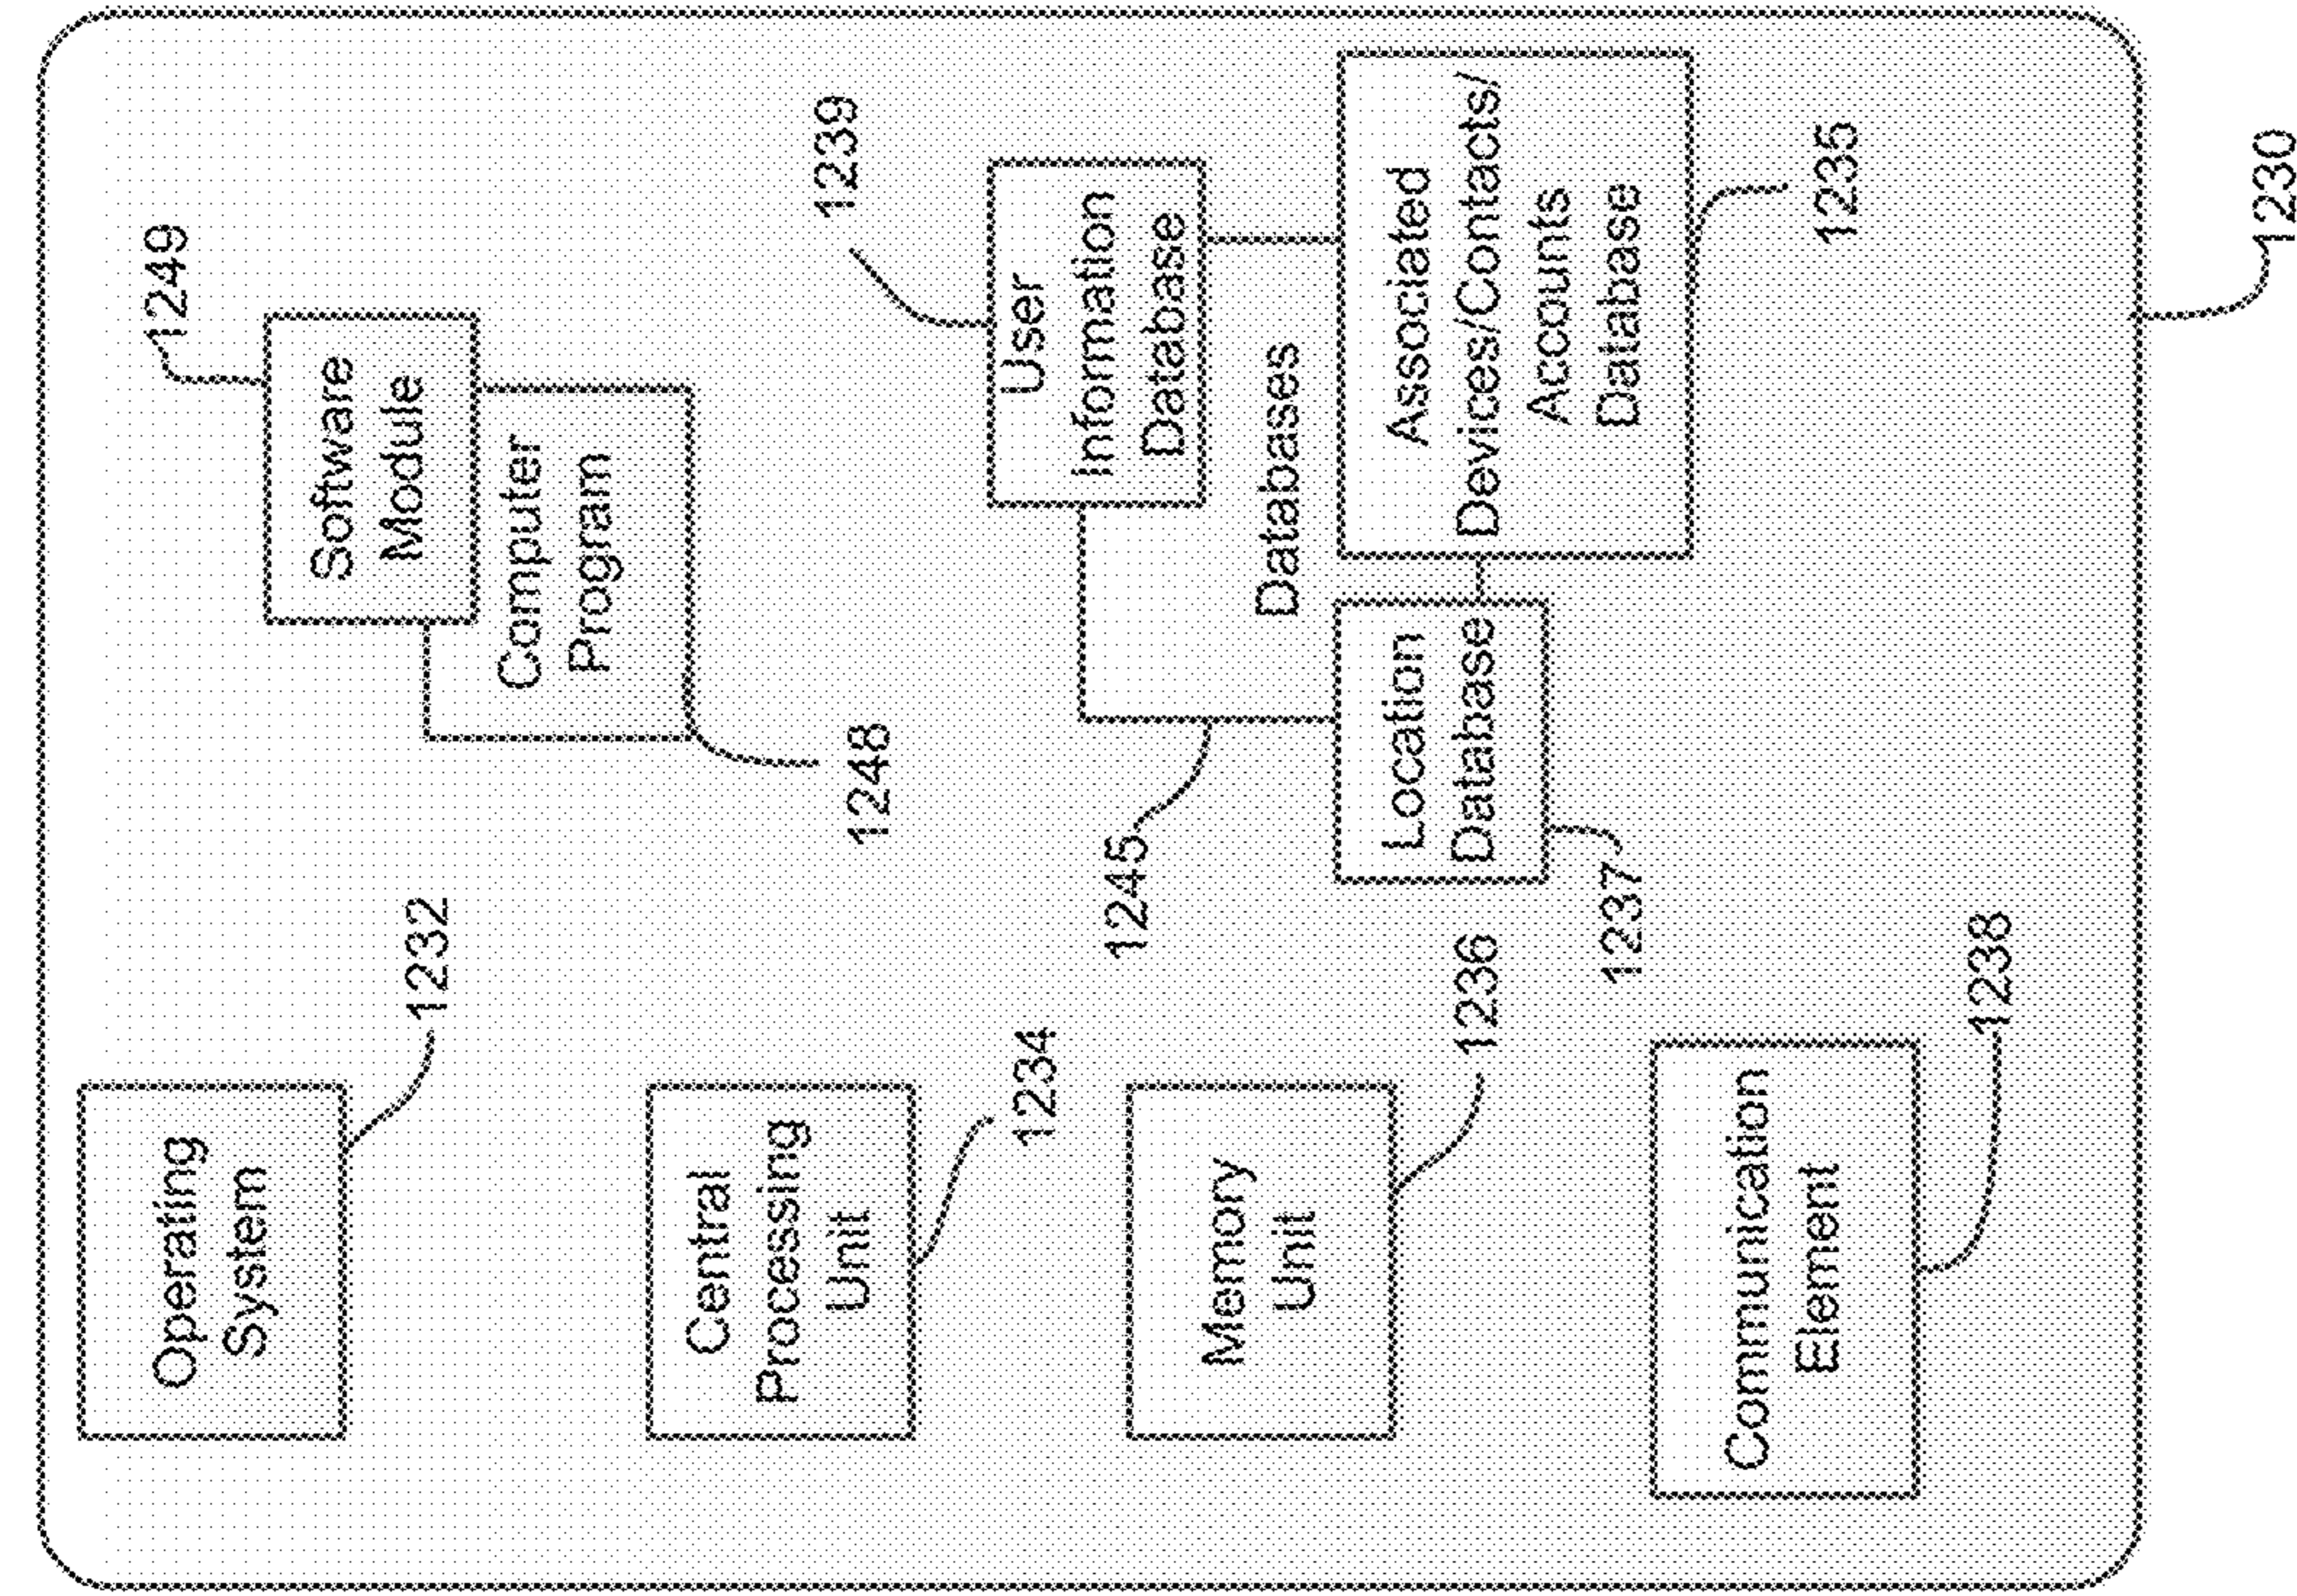 Operating
System
1232
Central
Processing
Unit
1234
Memory
Unit
1236
Communication
Element
1238
Software
Module
1249
Computer
Program
1248
User
Information
Database
1239
Databases
1245
Location
Database
1237
Associated
Devices/Contacts/
Accounts
Database
1235
1230